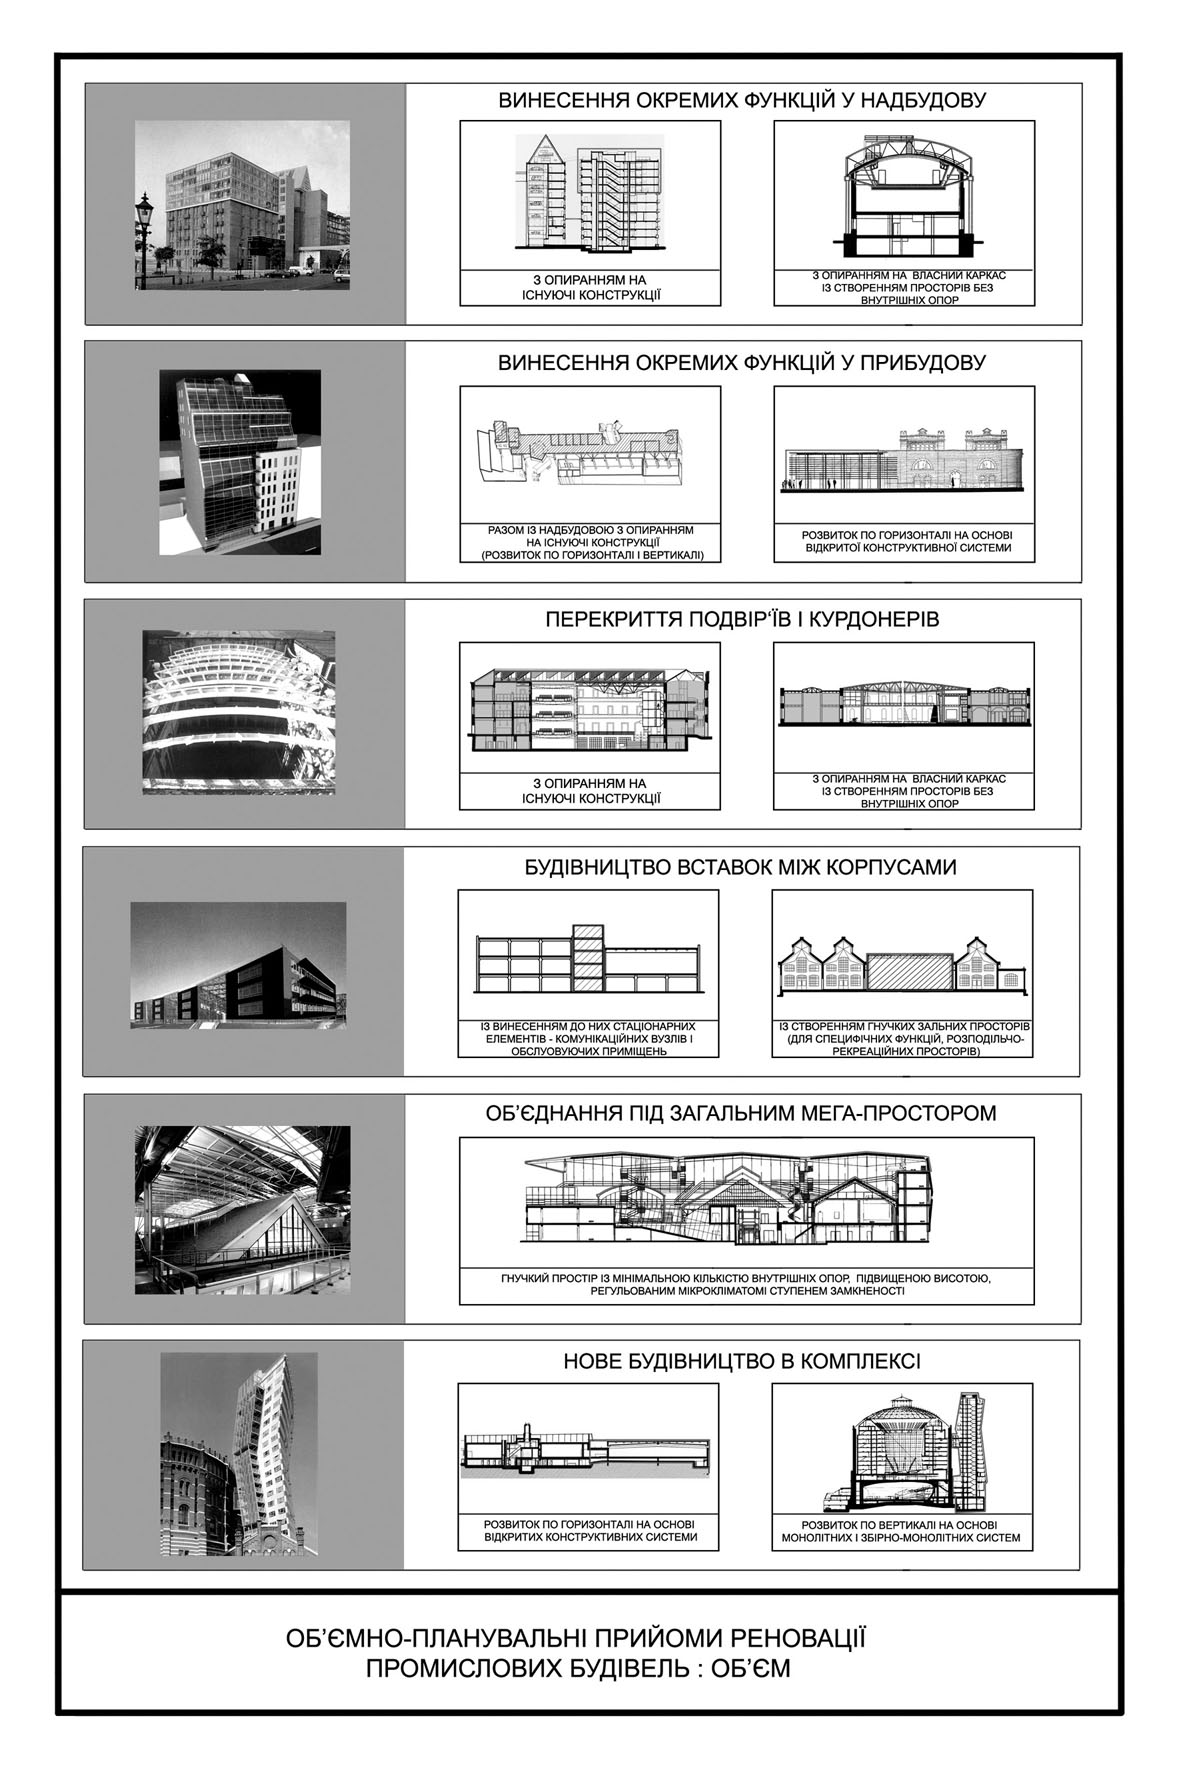 ВИНЕСЕННЯ ОКРЕМИХ ФУНКЦІЙ У НАДБУДОВУ
З ОПИРАННЯМ НА
ІСНУЮЧІ КОНСТРУКЦІЇ
З ОПИРАННЯМ НА ВЛАСНИЙ КАРКАС
ІЗ СТВОРЕННЯМ ПРОСТОРІВ БЕЗ
ВНУТРІШНІХ ОПОР
ВИНЕСЕННЯ ОКРЕМИХ ФУНКЦІЙ У ПРИБУДОВУ
РАЗОМ ІЗ НАДБУДОВОЮ З ОПИРАННЯМ
НА ІСНУЮЧІ КОНСТРУКЦІЇ
(РОЗВИТОК ПО ГОРИЗОНТАЛІ І ВЕРТИКАЛІ)
РОЗВИТОК ПО ГОРИЗОНТАЛІ НА ОСНОВІ
ВІДКРИТОЇ КОНСТРУКТИВНОЇ СИСТЕМИ
ПЕРЕКРИТТЯ ПОДВІР‘ЇВ І КУРДОНЕРІВ
З ОПИРАННЯМ НА
ІСНУЮЧІ КОНСТРУКЦІЇ
З ОПИРАННЯМ НА ВЛАСНИЙ КАРКАС
ІЗ СТВОРЕННЯМ ПРОСТОРІВ БЕЗ
ВНУТРІШНІХ ОПОР
БУДІВНИЦТВО ВСТАВОК МІЖ КОРПУСАМИ
ІЗ ВИНЕСЕННЯМ ДО НИХ СТАЦІОНАРНИХ
ЕЛЕМЕНТІВ - КОМУНІКАЦІЙНИХ ВУЗЛІВ І
ОБСЛУОВУЮЧИХ ПРИМІЩЕНЬ
ІЗ СТВОРЕННЯМ ГНУЧКИХ ЗАЛЬНИХ ПРОСТОРІВ
(ДЛЯ СПЕЦИФІЧНИХ ФУНКЦІЙ, РОЗПОДІЛЬЧО-
РЕКРЕАЦІЙНИХ ПРОСТОРІВ)
ОБ’ЄДНАННЯ ПІД ЗАГАЛЬНИМ МЕГА-ПРОСТОРОМ
ГНУЧКИЙ ПРОСТІР ІЗ МІНІМАЛЬНОЮ КІЛЬКІСТЮ ВНУТРІШНІХ ОПОР, ПІДВИЩЕНОЮ ВИСОТОЮ,
РЕГУЛЬОВАНИМ МІКРОКЛІМАТОМІ СТУПЕНЕМ ЗАМКНЕНОСТІ
НОВЕ БУДІВНИЦТВО В КОМПЛЕКСІ
РОЗВИТОК ПО ГОРИЗОНТАЛІ НА ОСНОВІ
ВІДКРИТИХ КОНСТРУКТИВНИХ СИСТЕМИ
РОЗВИТОК ПО ВЕРТИКАЛІ НА ОСНОВІ
МОНОЛІТНИХ І ЗБІРНО-МОНОЛІТНИХ СИСТЕМ
ОБ’ЄМНО-ПЛАНУВАЛЬНІ ПРИЙОМИ РЕНОВАЦІЇ
ПРОМИСЛОВИХ БУДІВЕЛЬ : ОБ’ЄМ